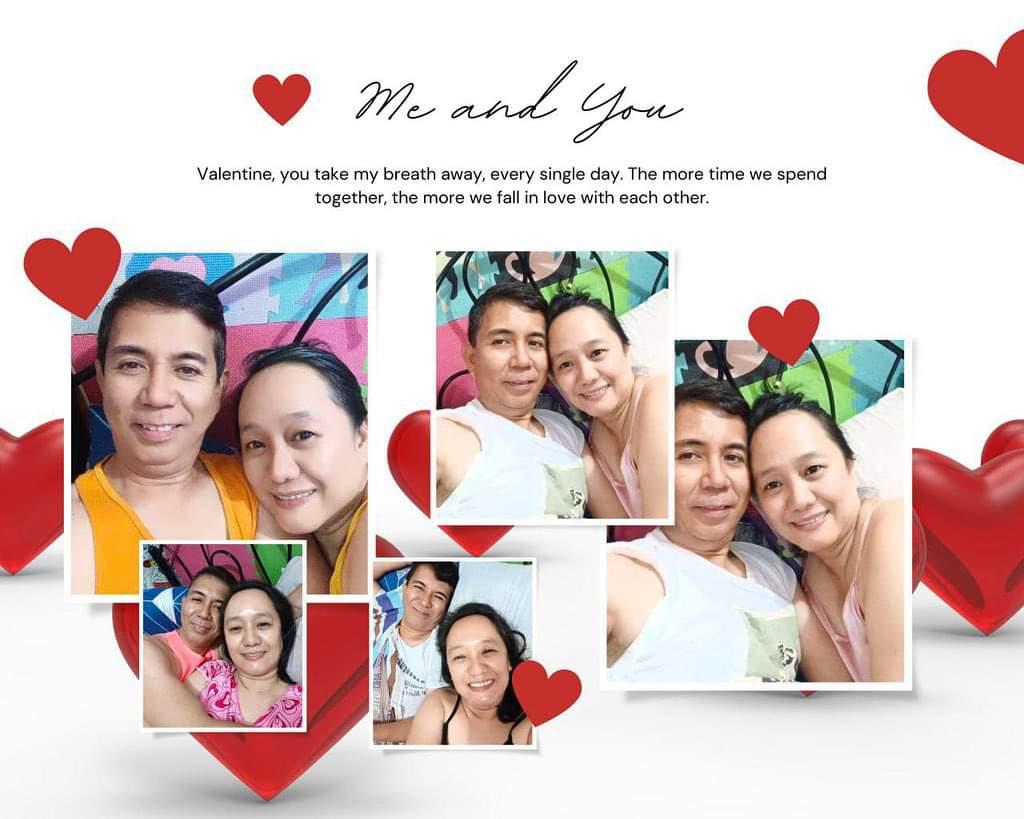 Me and You
Valentine, you take my breath away, every single day. The more time we spend
together, the more we fall in love with each other.